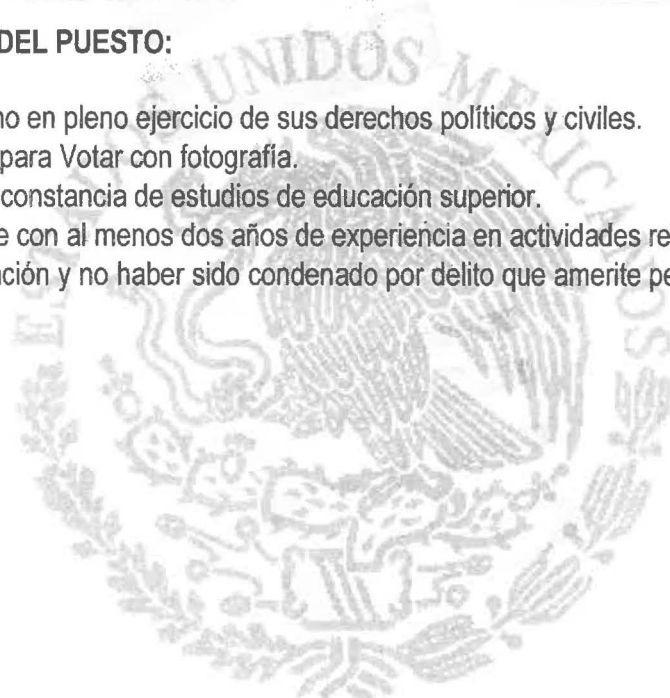 DEL PUESTO:
UNIDOS MEXICANOS
no en pleno ejercicio de sus derechos políticos y civiles.
para Votar con fotografía.
constancia de estudios de educación superior.
e con al menos dos años de experiencia en actividades re
ación y no haber sido condenado por delito que amerite pe